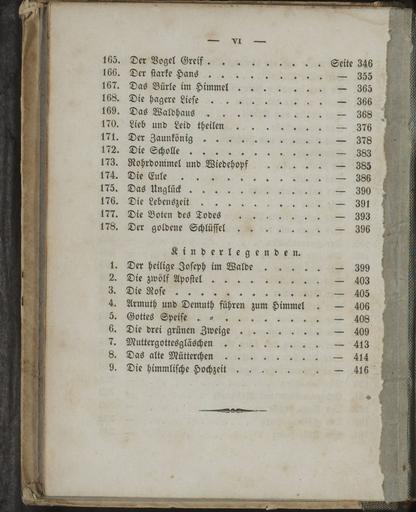 — VI —
165. Der Vogel Greif . . . . . . . . . Seite 346
166. Der starke Hans . . . . . . . . . — 355
167. Das Bürle im Himmel . . . . . . . — 365
168. Die hagere Liese . . . . . . . . . — 366
169. Das Waldhaus . . . . . . . . . — 368
170. Lieb und Leid theilen . . . . . . . — 376
171. Der Zaunkönig . . . . . . . . . — 378
172. Die Scholle . . . . . . . . . . — 383
173. Rohrdommel und Wiedehopf . . . . . — 385
174. Die Eule . . . . . . . . . . — 386
175. Das Unglück . . . . . . . . . . — 390
176. Die Lebenszeit . . . . . . . . . — 391
177. Die Boten des Todes . . . . . . . — 393
178. Der goldene Schlüssel . . . . . . . — 396
Kinderlegenden.
1. Der heilige Joseph im Walde . . . . . — 399
2. Die zwölf Apostel . . . . . . . . . — 403
3. Die Rose . . . . . . . . . . — 405
4. Armuth und Demuth führen zum Himmel . — 406
5. Gottes Speise . . . . . . . . . — 408
6. Die drei grünen Zweige . . . . . . . — 409
7. Muttergottesgläschen . . . . . . . . — 413
8. Das alte Mütterchen . . . . . . . . — 414
9. Die himmlische Hochzeit . . . . . . . — 416